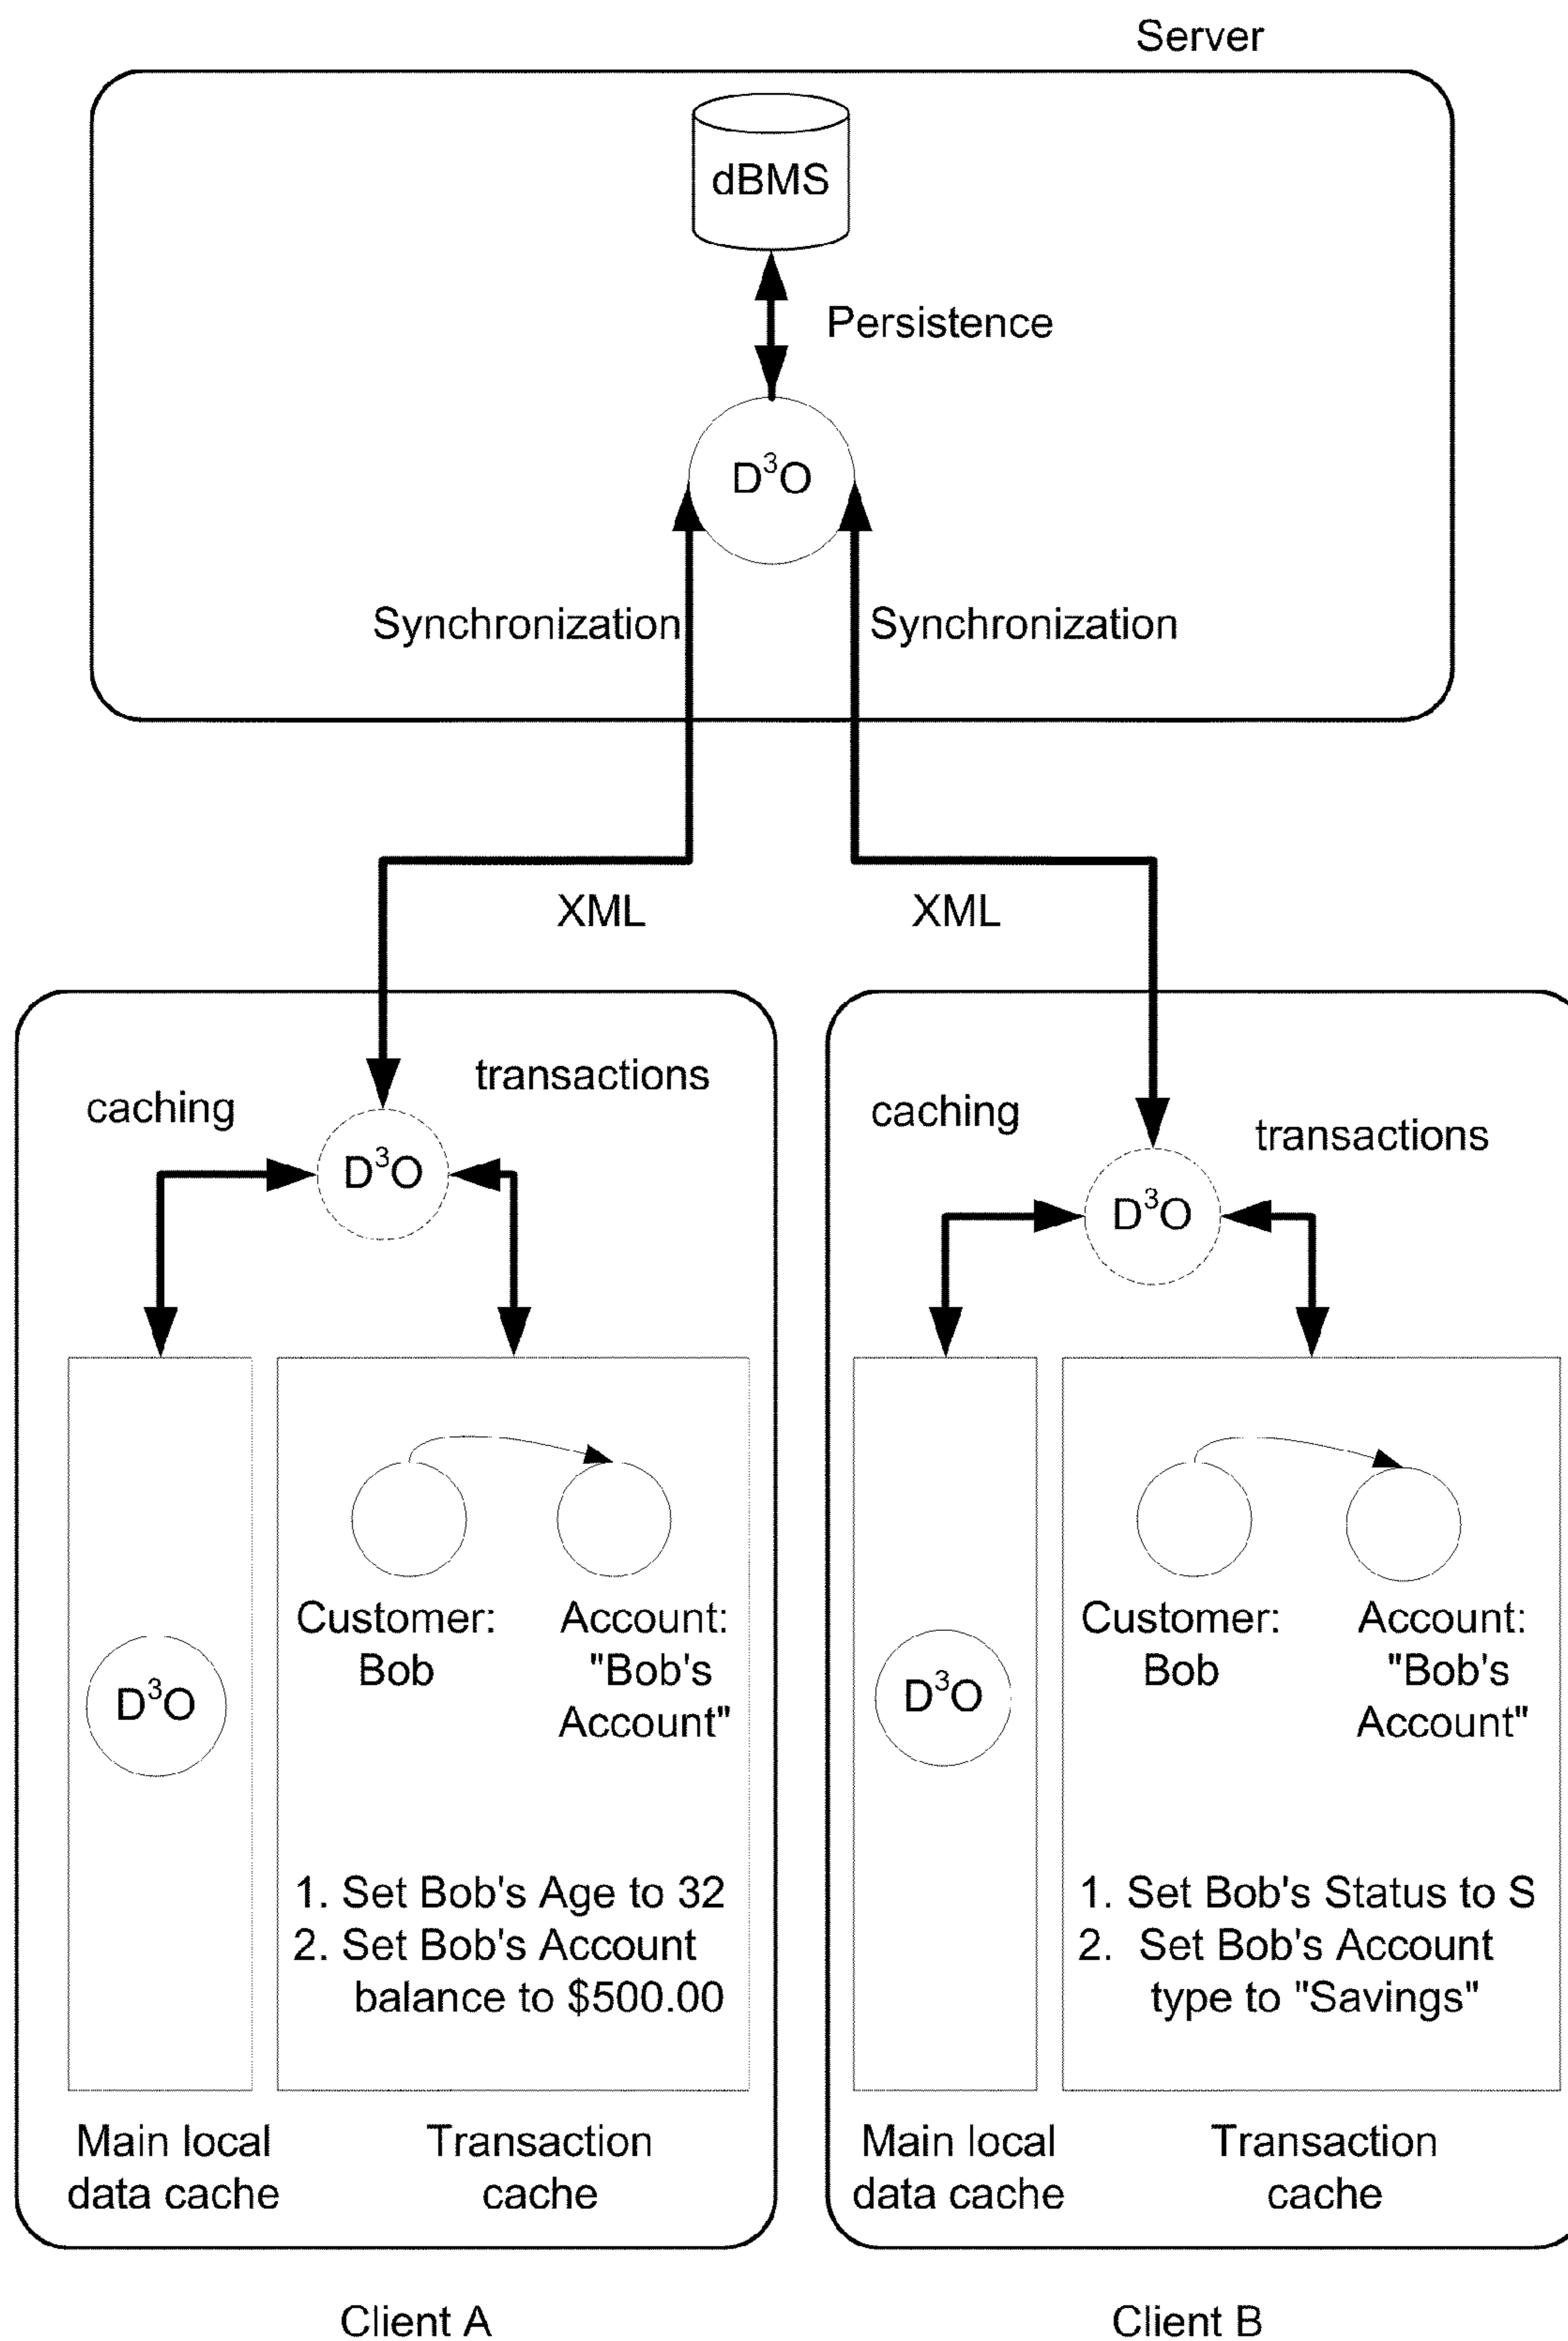 Server
dBMS
Persistence
D³O
Synchronization
Synchronization
XML
XML
caching
transactions
D³O
D³O
Customer:
Bob
Account:
"Bob's
Account"
1. Set Bob's Age to 32
2. Set Bob's Account
balance to $500.00
Main local
data cache
Transaction
cache
Client A
caching
transactions
D³O
D³O
Customer:
Bob
Account:
"Bob's
Account"
1. Set Bob's Status to S
2. Set Bob's Account
type to "Savings"
Main local
data cache
Transaction
cache
Client B